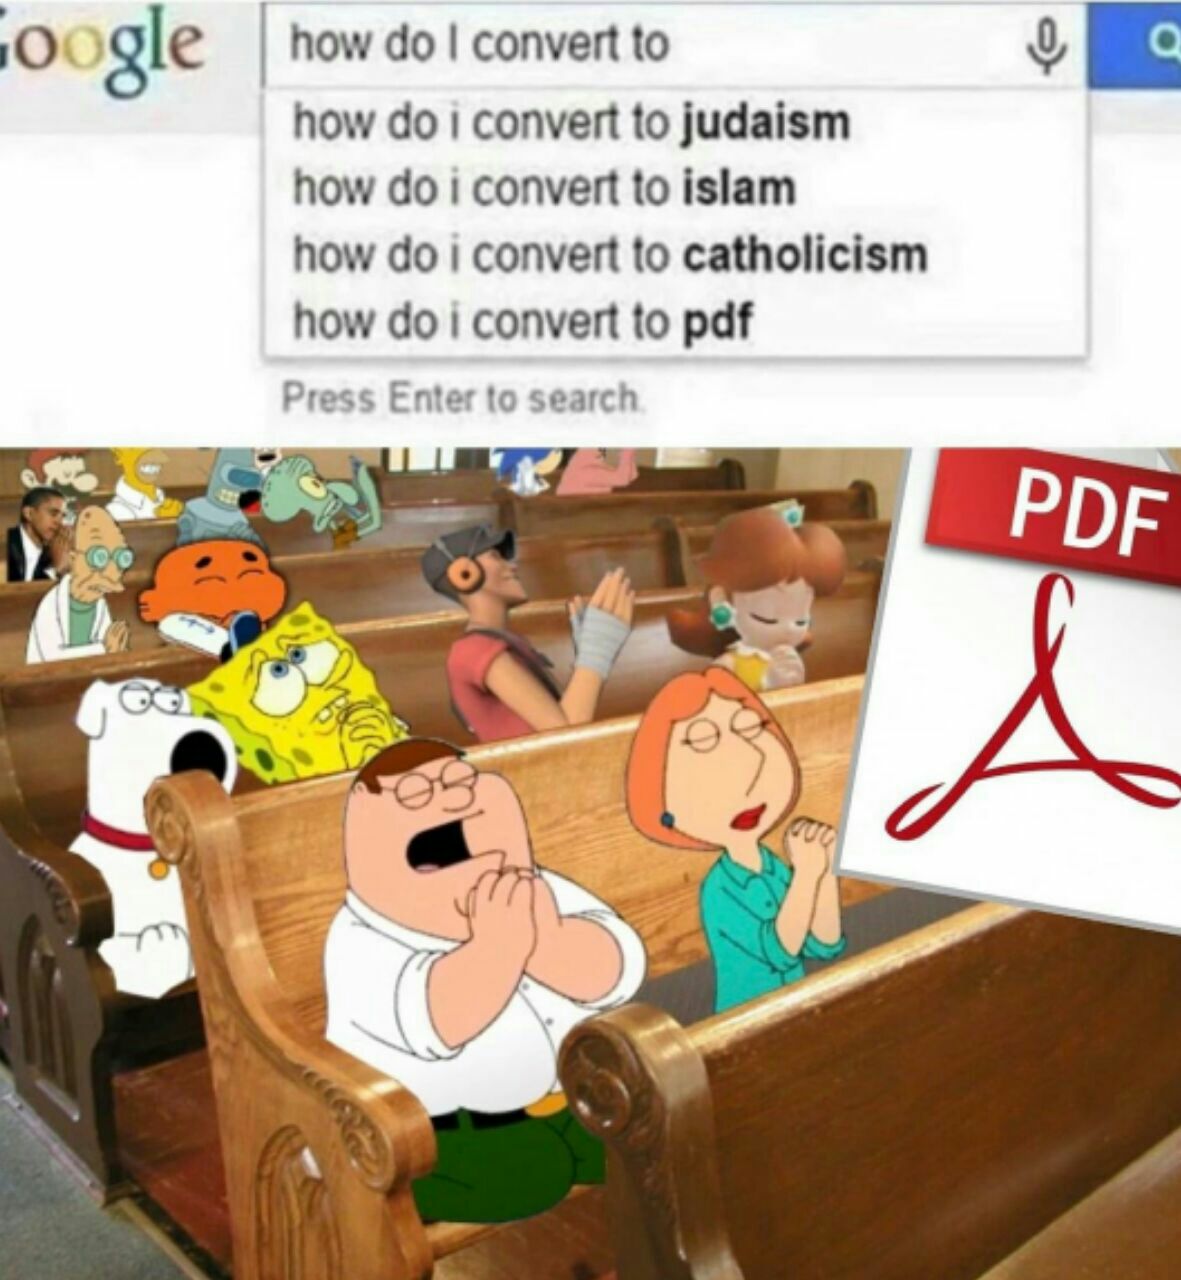 Google
how do I convert to
how do i convert to judaism
how do i convert to islam
how do i convert to catholicism
how do i convert to pdf
Press Enter to search.
PDF